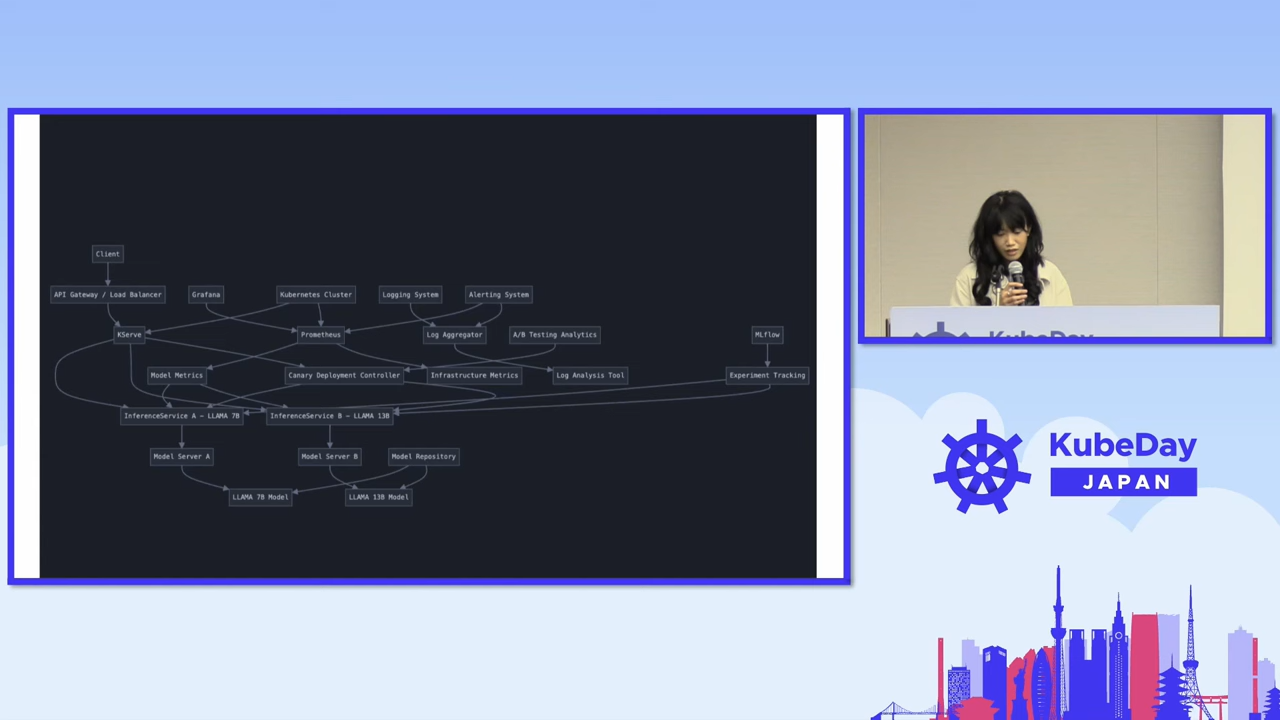 Client
API Gateway / Load Balancer
Grafana
Kubernetes Cluster
Logging System
Alerting System
KServe
Prometheus
Log Aggregator
A/B Testing Analytics
MLflow
Model Metrics
Canary Deployment Controller
Infrastructure Metrics
Log Analysis Tool
Experiment Tracking
InferenceService A – LLAMA 7B
InferenceService B – LLAMA 13B
Model Server A
Model Server B
Model Repository
LLAMA 7B Model
LLAMA 13B Model
KubeDay
KubeDay
JAPAN